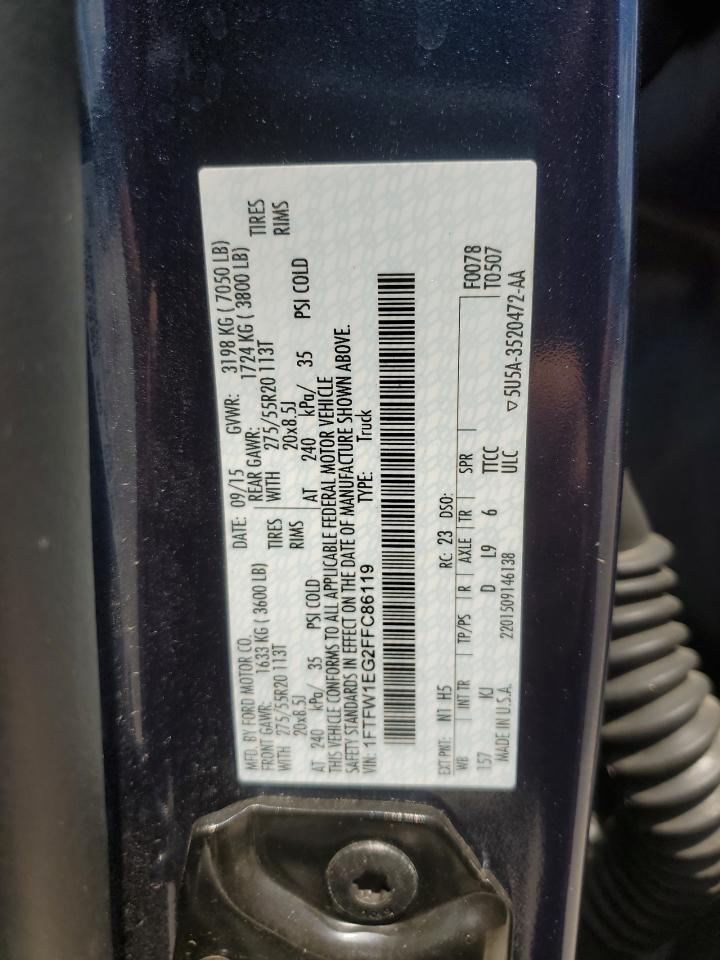 MFD. BY FORD MOTOR CO.
DATE: 09/15 GVWR: 3198 KG ( 7050 LB)
FRONT GAWR: 1633 KG ( 3600 LB)
REAR GAWR: 1724 KG ( 3800 LB)
WITH 275/55R20 113T TIRES
WITH 275/55R20 113T TIRES
20x8.5J RIMS
20x8.5J RIMS
AT 240 kPa/ 35 PSI COLD
AT 240 kPa/ 35 PSI COLD
THIS VEHICLE CONFORMS TO ALL APPLICABLE FEDERAL MOTOR VEHICLE
SAFETY STANDARDS IN EFFECT ON THE DATE OF MANUFACTURE SHOWN ABOVE.
VIN: 1FTFW1EG2FFC86119 TYPE: Truck
EXT PNT: N1 H5 RC: 23 DSO:
WB INT TR TP/PS R AXLE TR SPR F0078
157 KJ D L9 6 TTCC T0507
MADE IN U.S.A. 2201509146138 ULC
▽5U5A-3520472-AA